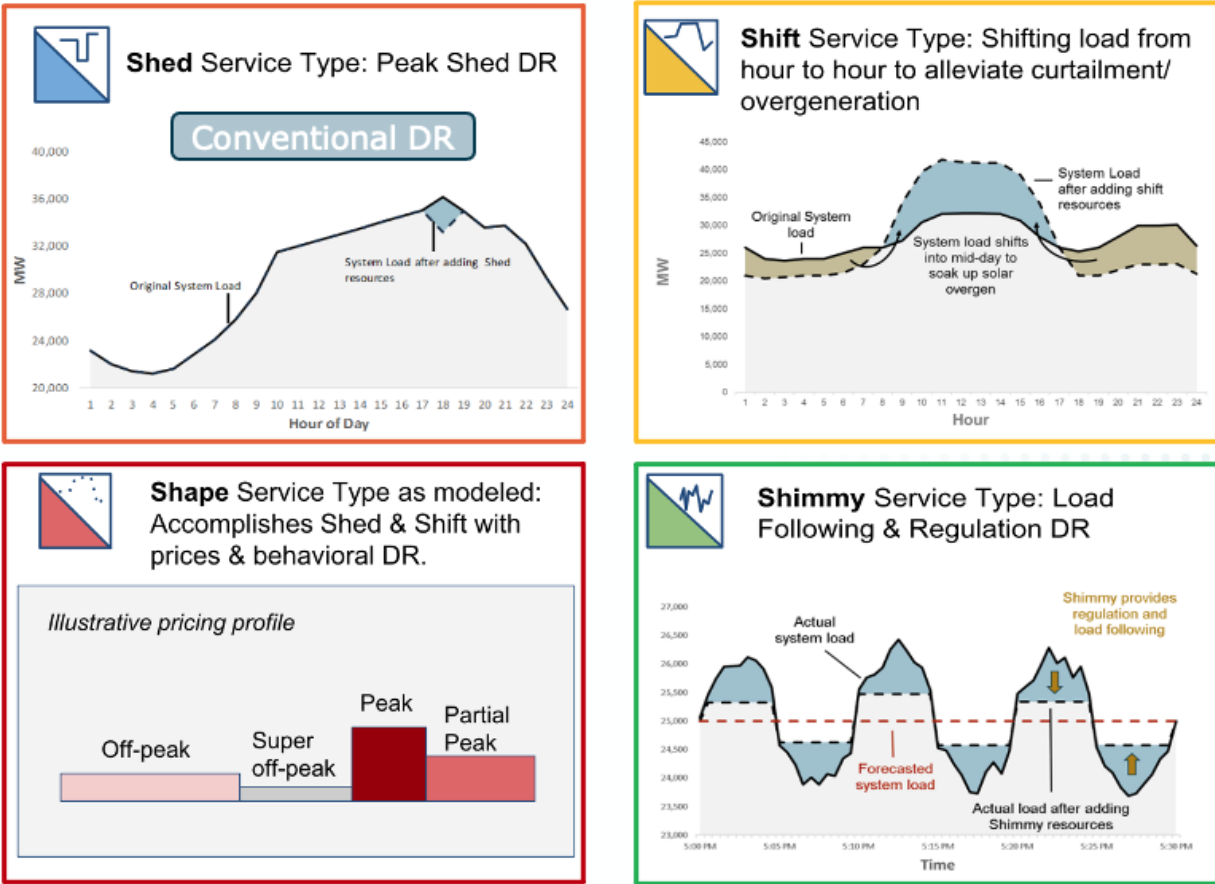 Shed Service Type: Peak Shed DR
Conventional DR
40,000
36,000
32,000
28,000
24,000
20,000
MW
Original System Load
System Load after adding Shed
resources
1 2 3 4 5 6 7 8 9 10 11 12 13 14 15 16 17 18 19 20 21 22 23 24
Hour of Day
Shift Service Type: Shifting load from
hour to hour to alleviate curtailment/
overgeneration
45,000
40,000
35,000
30,000
25,000
20,000
15,000
10,000
5,000
0
MW
Original System
load
System Load
after adding shift
resources
System load shifts
into mid-day to
soak up solar
overgen
1 2 3 4 5 6 7 8 9 10 11 12 13 14 15 16 17 18 19 20 21 22 23 24
Hour
Shape Service Type as modeled:
Accomplishes Shed & Shift with
prices & behavioral DR.
Illustrative pricing profile
Off-peak
Super
off-peak
Peak
Partial
Peak
Shimmy Service Type: Load
Following & Regulation DR
27,000
26,500
26,000
25,500
25,000
24,500
24,000
23,000
Actual
system load
Shimmy provides
regulation and
load following
Forecasted
system load
Actual load after adding
Shimmy resources
5:00 PM 5:05 PM 5:10 PM 5:15 PM 5:20 PM 5:25 PM 5:30 PM
Time